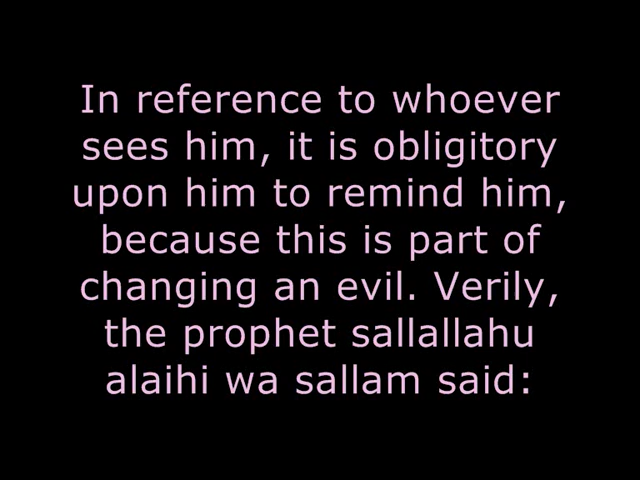 In reference to whoever
sees him, it is obligitory
upon him to remind him,
because this is part of
changing an evil. Verily,
the prophet sallallahu
alaihi wa sallam said: